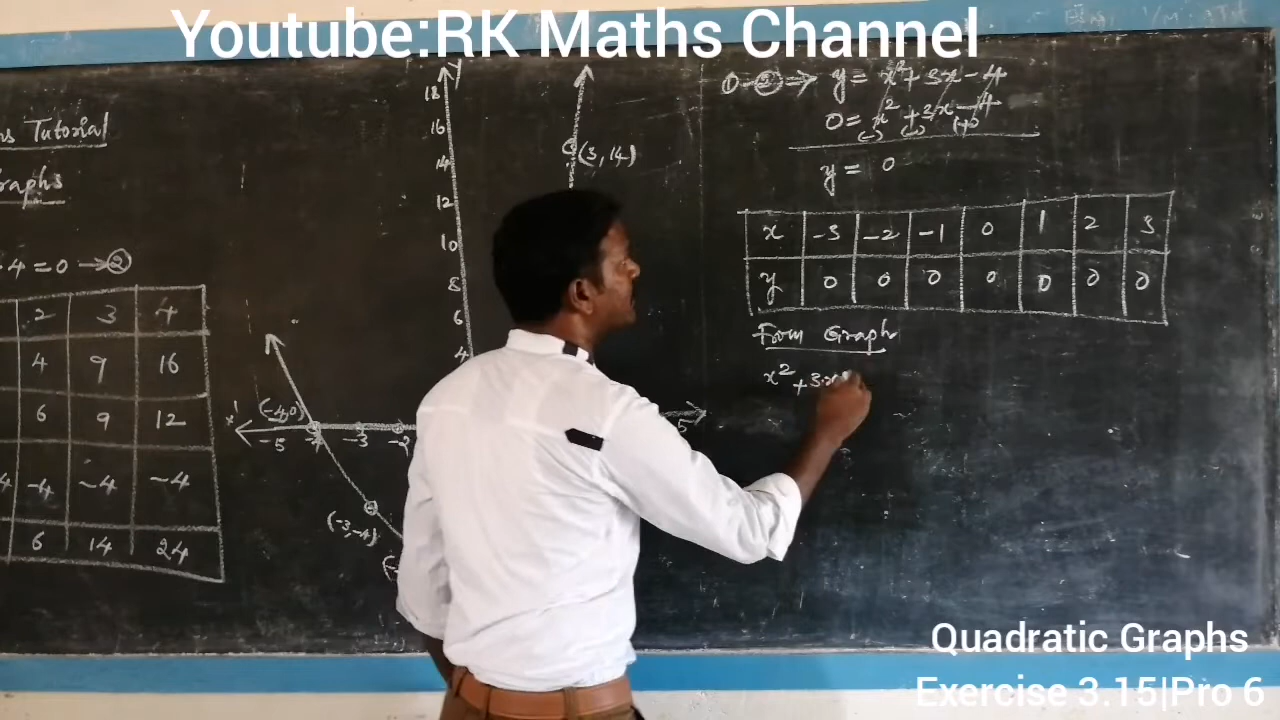 Youtube:RK Maths Channel
Tutorial
-4 = 0 → ②
2 3 4
4 9 16
6 9 12
-4 -4 -4
6 14 24
y
18
16
14
12
10
8
6
4
(3, 14)
(-4,0)
x'
-5 -4 -3 -2
5
(-3,-4)
① - ② ⇒ y = x² + 3x - 4
0 = x² + 3x - 4
(-) (-) (+)
y = 0
x -3 -2 -1 0 1 2 3
y 0 0 0 0 0 0 0
From Graph
x² + 3x
Quadratic Graphs
Exercise 3.15|Pro 6